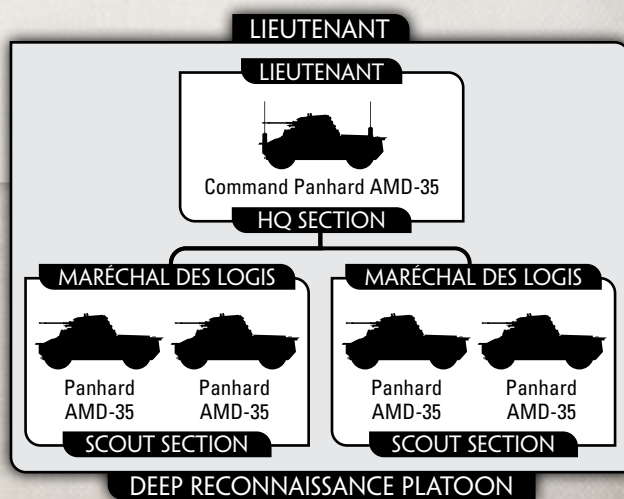 LIEUTENANT
LIEUTENANT
Command Panhard AMD-35
HQ SECTION
MARÉCHAL DES LOGIS
Panhard
AMD-35
Panhard
AMD-35
SCOUT SECTION
MARÉCHAL DES LOGIS
Panhard
AMD-35
Panhard
AMD-35
SCOUT SECTION
DEEP RECONNAISSANCE PLATOON